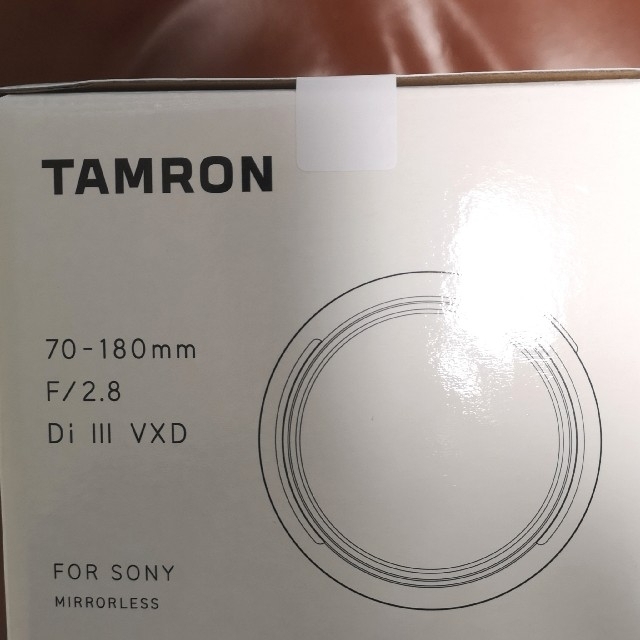 TAMRON
70-180mm
F/2.8
Di III VXD
FOR SONY
MIRRORLESS